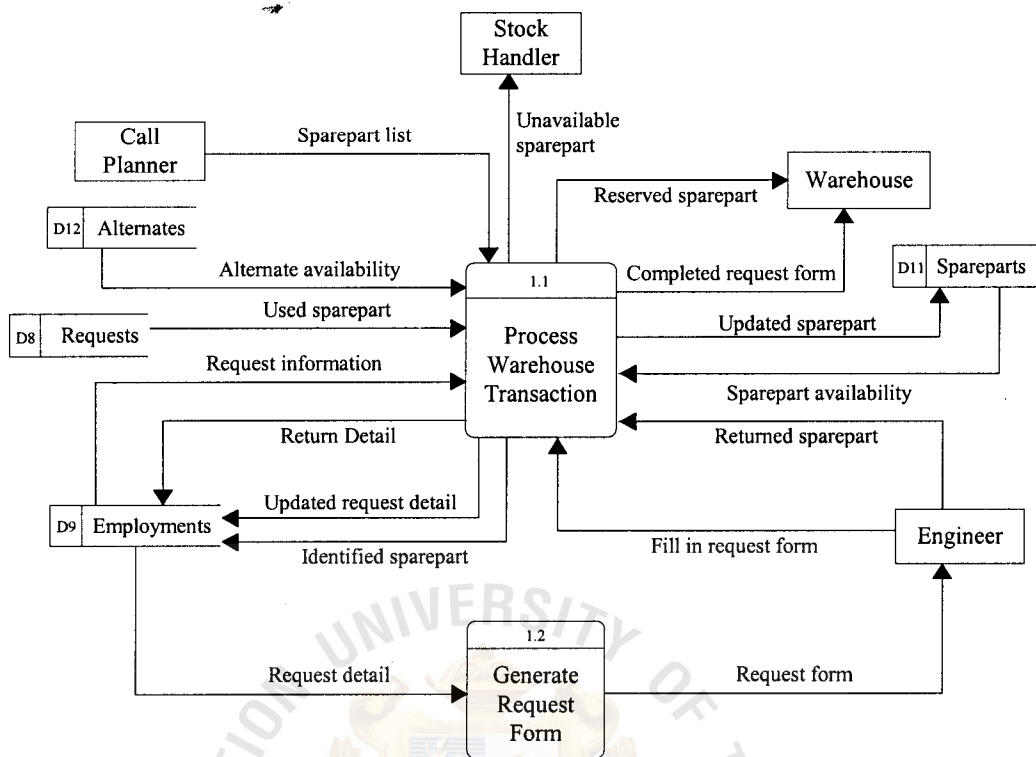 Stock
Handler
Call
Planner
Sparepart list
Unavailable
sparepart
Warehouse
Reserved sparepart
D12 Alternates
Alternate availability
1.1
Process
Warehouse
Transaction
Completed request form
D11 Spareparts
Used sparepart
D8 Requests
Updated sparepart
Request information
Sparepart availability
Return Detail
Returned sparepart
Updated request detail
D9 Employments
Identified sparepart
Fill in request form
Engineer
1.2
Generate
Request
Form
Request detail
Request form
UNIVERSITY OF